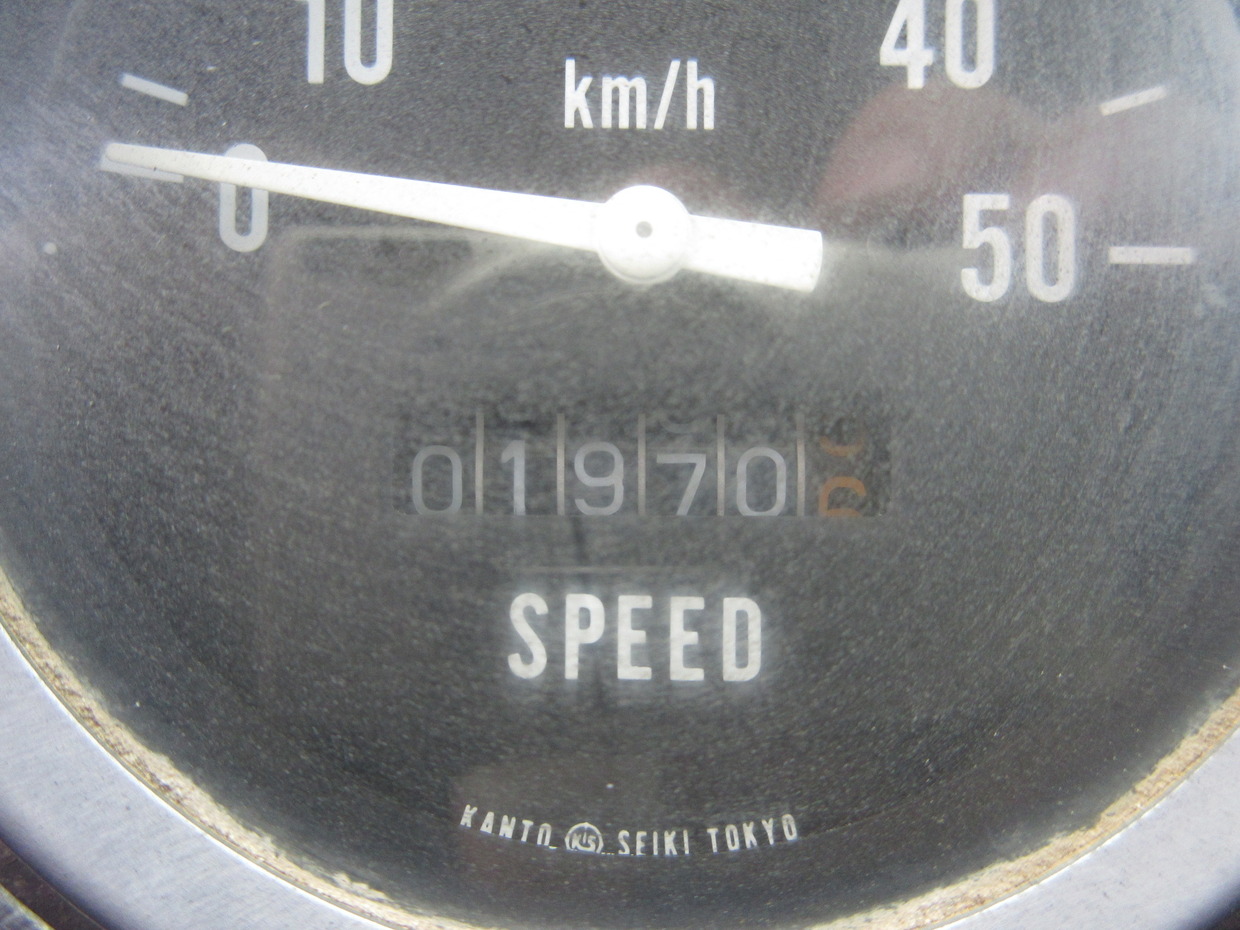 10
40
km/h
0
50
01970
SPEED
KANTO KS SEIKI TOKYO